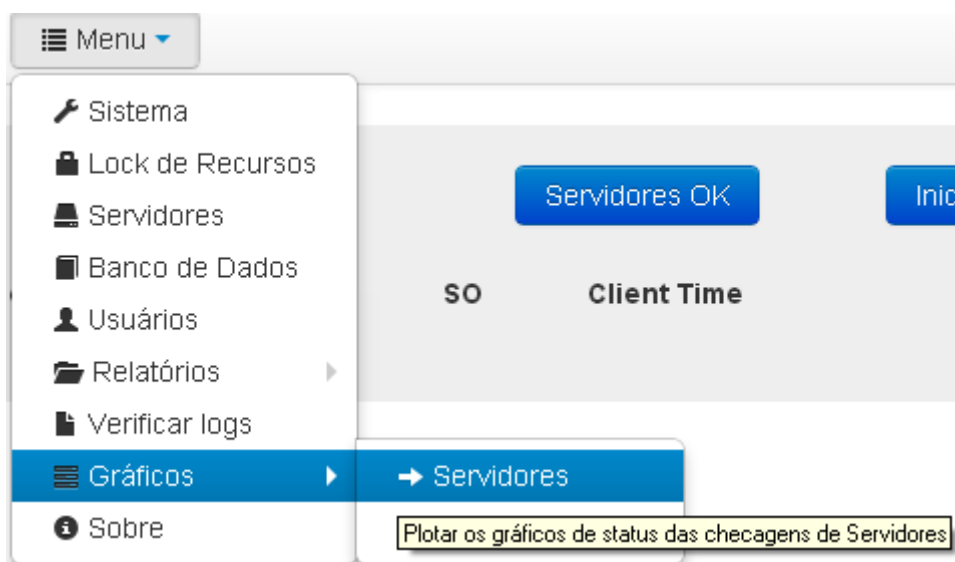 Menu
Sistema
Lock de Recursos
Servidores
Banco de Dados
Usuários
Relatórios
Verificar logs
Gráficos
Sobre
Servidores
Plotar os gráficos de status das checagens de Servidores
Servidores OK
SO Client Time